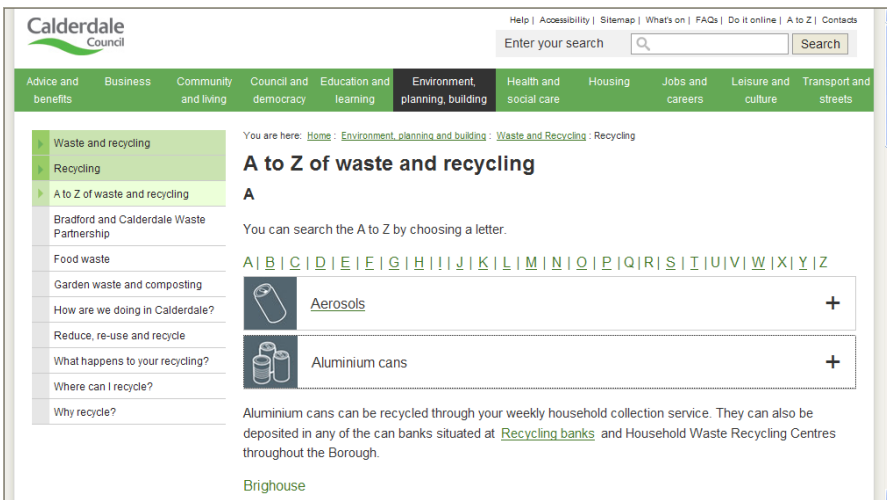 Calderdale
Council
Help | Accessibility | Sitemap | What's on | FAQs | Do it online | A to Z | Contacts
Enter your search
Search
Advice and benefits
Business
Community and living
Council and democracy
Education and learning
Environment, planning, building
Health and social care
Housing
Jobs and careers
Leisure and culture
Transport and streets
Waste and recycling
Recycling
A to Z of waste and recycling
Bradford and Calderdale Waste
Partnership
Food waste
Garden waste and composting
How are we doing in Calderdale?
Reduce, re-use and recycle
What happens to your recycling?
Where can I recycle?
Why recycle?
You are here: Home : Environment, planning and building : Waste and Recycling : Recycling
A to Z of waste and recycling
A
You can search the A to Z by choosing a letter.
A| B | C | D | E | F | G | H | I | J | K | L | M | N | O | P |Q|R| S | T |U|V| W |X| Y |Z
Aerosols +
Aluminium cans +
Aluminium cans can be recycled through your weekly household collection service. They can also be
deposited in any of the can banks situated at Recycling banks and Household Waste Recycling Centres
throughout the Borough.
Brighouse